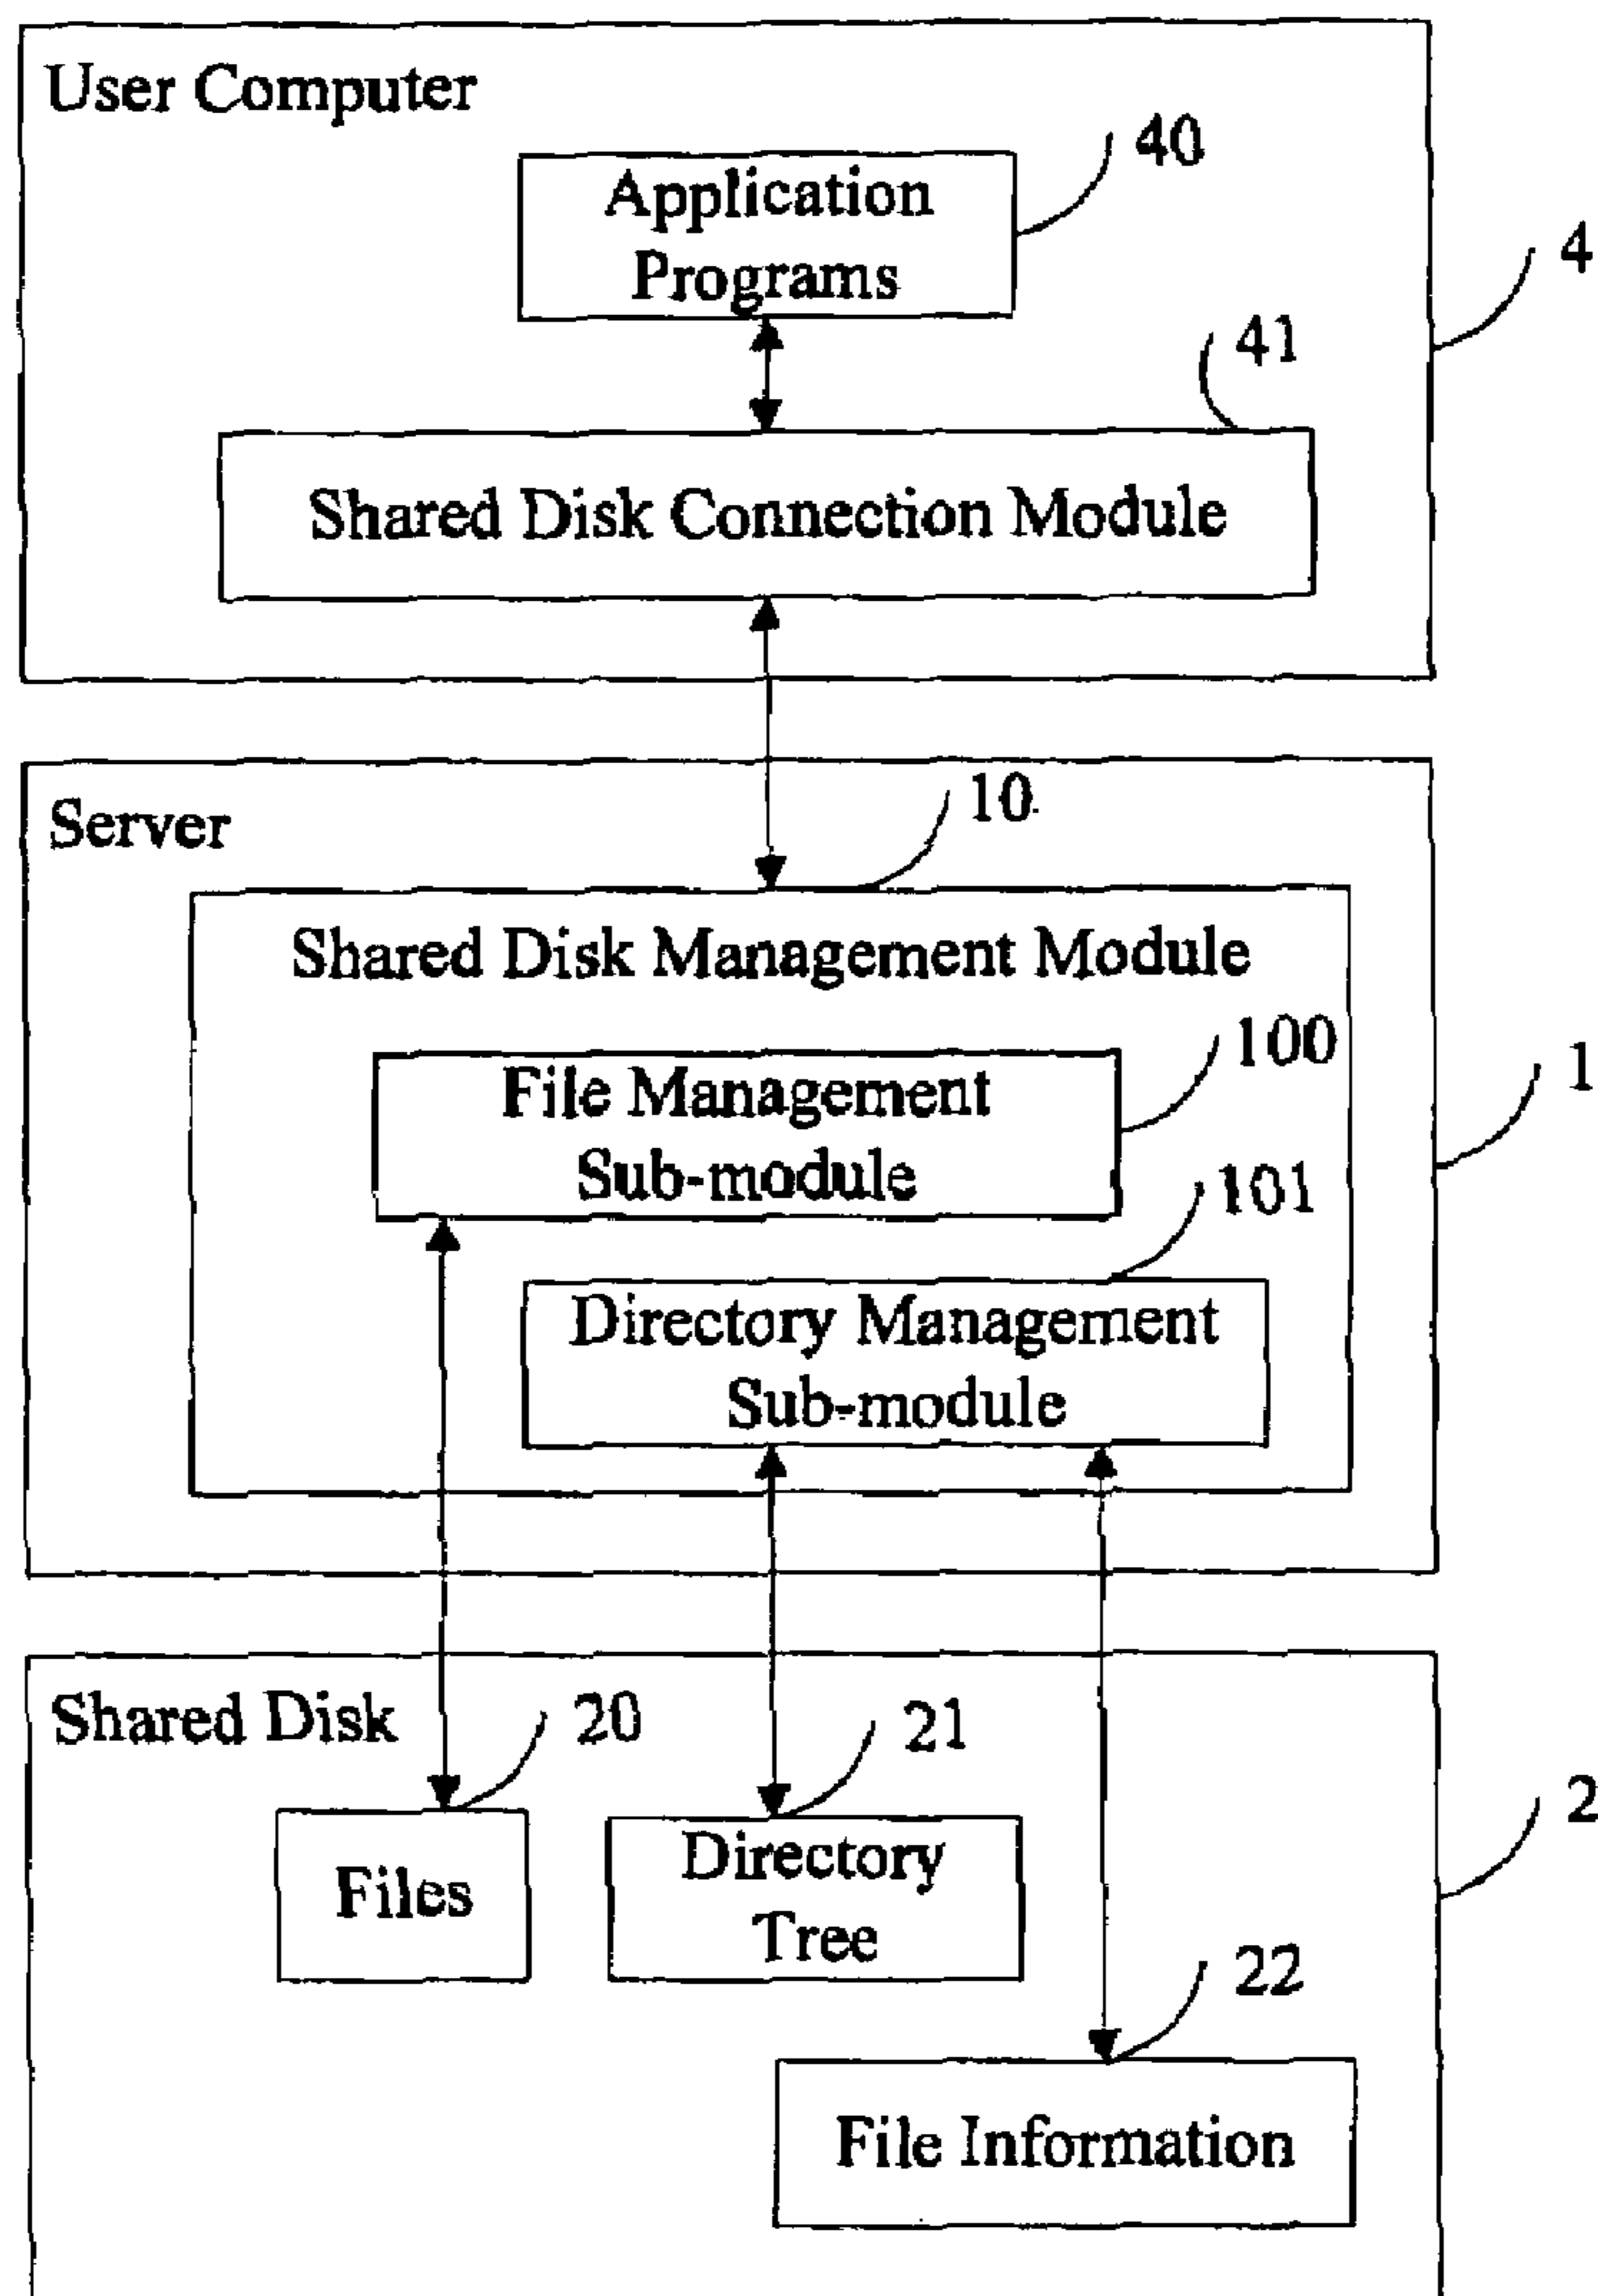 User Computer
40
Application
Programs
4
41
Shared Disk Connection Module
Server
10
Shared Disk Management Module
100
File Management
Sub-module
1
101
Directory Management
Sub-module
Shared Disk
20
21
2
Files
Directory
Tree
22
File Information